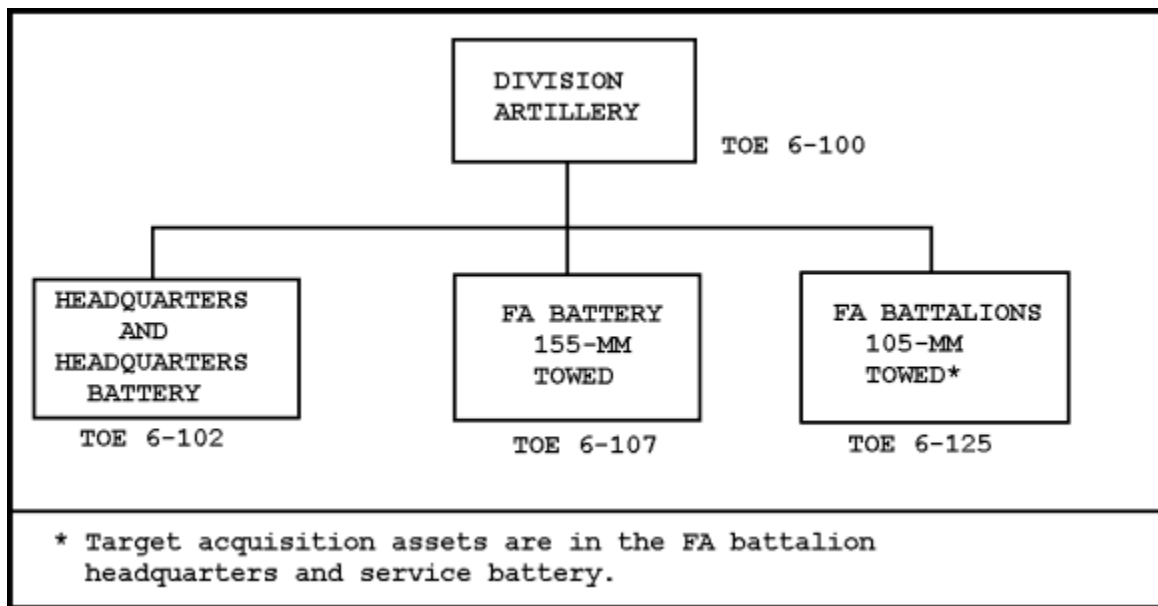 DIVISION
ARTILLERY
TOE 6-100
HEADQUARTERS
AND
HEADQUARTERS
BATTERY
TOE 6-102
FA BATTERY
155-MM
TOWED
TOE 6-107
FA BATTALIONS
105-MM
TOWED*
TOE 6-125
* Target acquisition assets are in the FA battalion
headquarters and service battery.